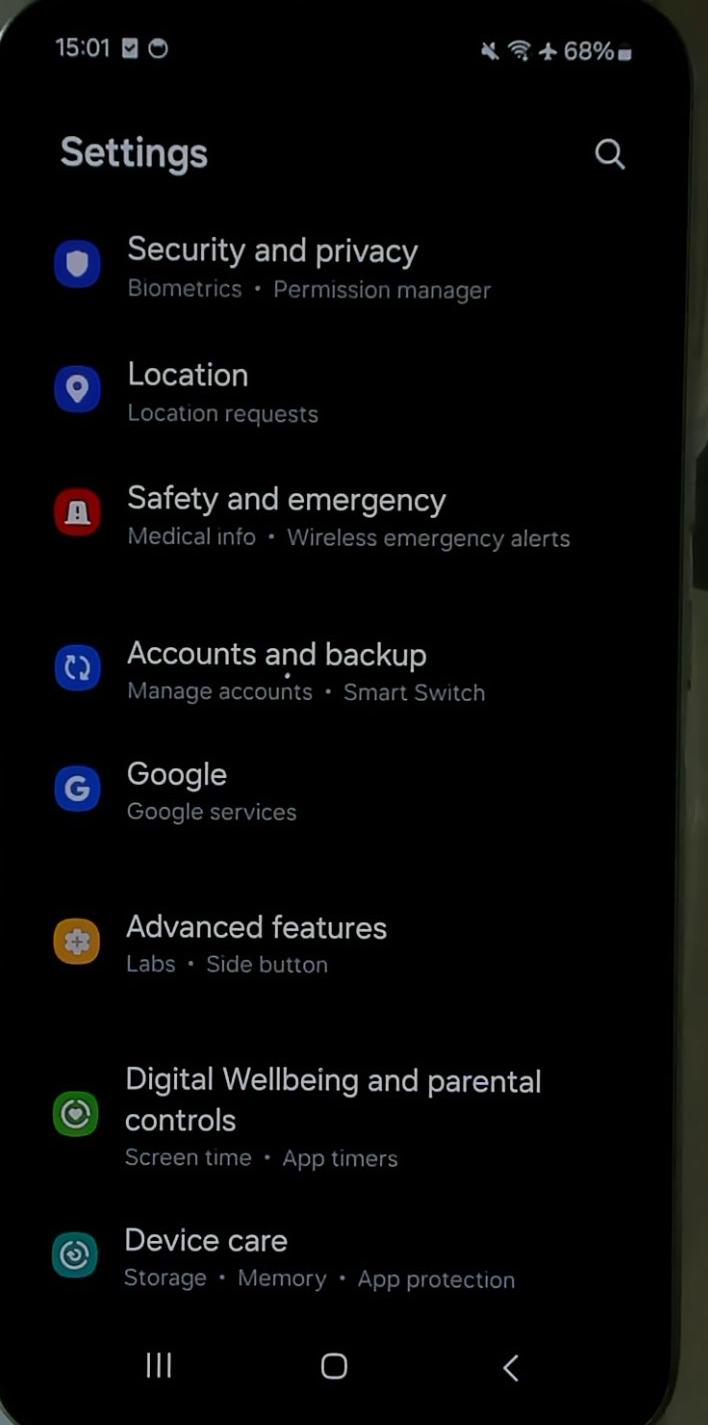 15:01 68%
Settings
Security and privacy
Biometrics • Permission manager
Location
Location requests
Safety and emergency
Medical info • Wireless emergency alerts
Accounts and backup
Manage accounts • Smart Switch
G
Google
Google services
Advanced features
Labs • Side button
Digital Wellbeing and parental
controls
Screen time • App timers
Device care
Storage • Memory • App protection